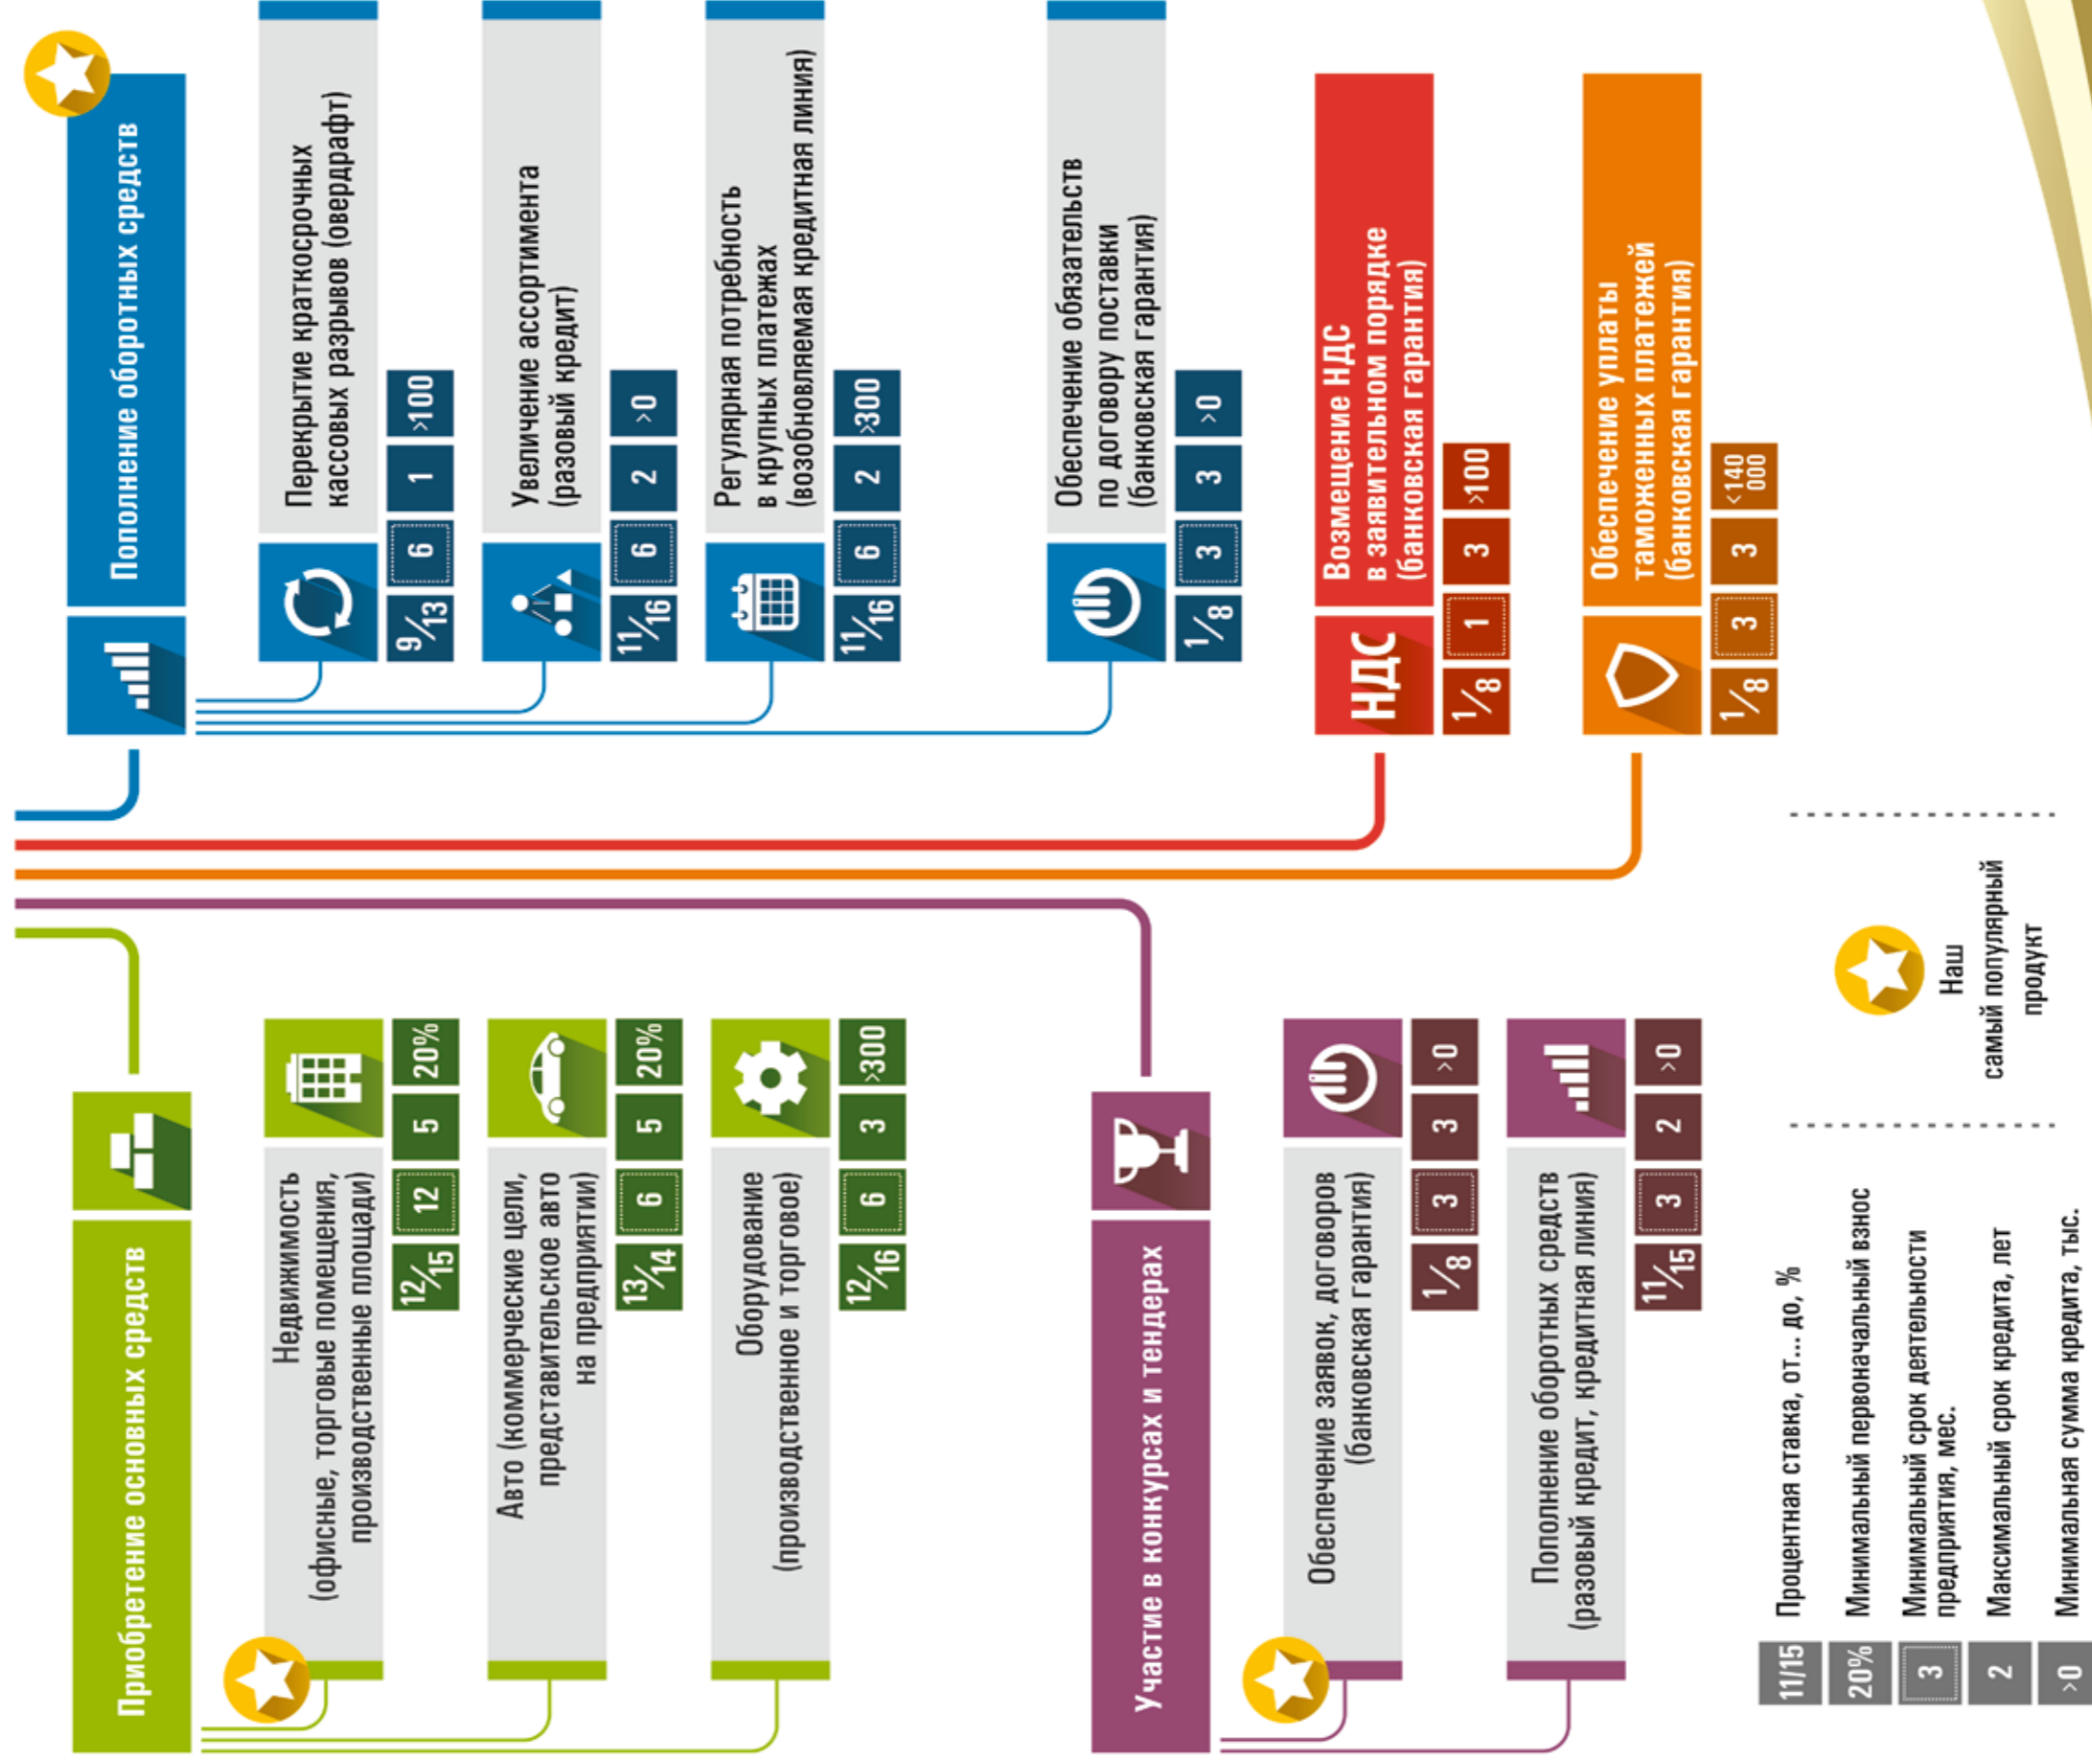 Приобретение основных средств
Недвижимость
(офисные, торговые помещения,
производственные площади)
12/15 12 5 20%
Авто (коммерческие цели,
представительское авто
на предприятии)
13/14 6 5 20%
Оборудование
(производственное и торговое)
12/16 6 3 >300
Участие в конкурсах и тендерах
Обеспечение заявок, договоров
(банковская гарантия)
1/8 3 3 >0
Пополнение оборотных средств
(разовый кредит, кредитная линия)
11/15 3 2 >0
Пополнение оборотных средств
Перекрытие краткосрочных
кассовых разрывов (овердрафт)
9/13 6 1 >100
Увеличение ассортимента
(разовый кредит)
11/16 6 2 >0
Регулярная потребность
в крупных платежах
(возобновляемая кредитная линия)
11/16 6 2 >300
Обеспечение обязательств
по договору поставки
(банковская гарантия)
1/8 3 3 >0
НДС
Возмещение НДС
в заявительном порядке
(банковская гарантия)
1/8 1 3 >100
Обеспечение уплаты
таможенных платежей
(банковская гарантия)
1/8 3 3 <140
000
11/15 Процентная ставка, от... до, %
20% Минимальный первоначальный взнос
3 Минимальный срок деятельности
предприятия, мес.
2 Максимальный срок кредита, лет
>0 Минимальная сумма кредита, тыс.
Наш
самый популярный
продукт